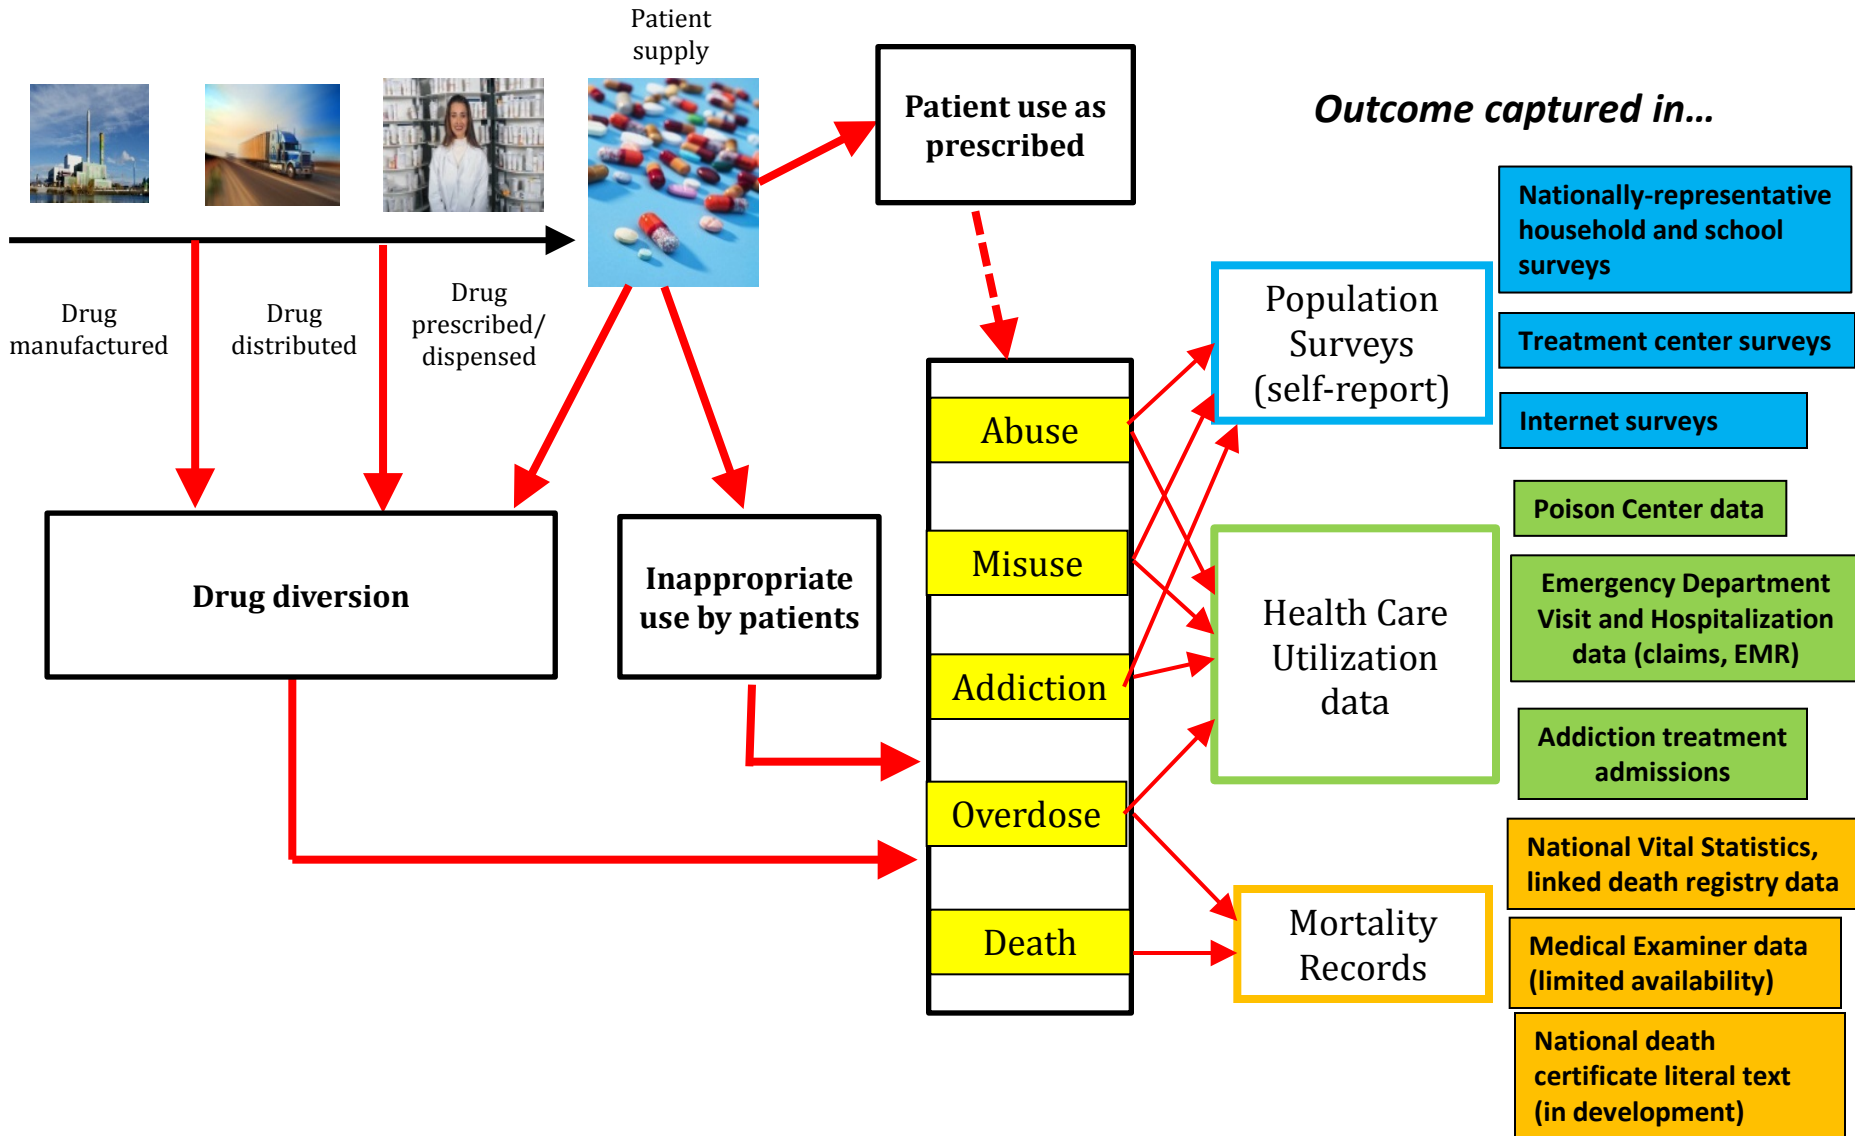 Patient
supply
Drug
manufactured
Drug
distributed
Drug
prescribed/
dispensed
Patient use as
prescribed
Drug diversion
Inappropriate
use by patients
Abuse
Misuse
Addiction
Overdose
Death
Outcome captured in...
Population
Surveys
(self-report)
Health Care
Utilization
data
Mortality
Records
Nationally-representative
household and school
surveys
Treatment center surveys
Internet surveys
Poison Center data
Emergency Department
Visit and Hospitalization
data (claims, EMR)
Addiction treatment
admissions
National Vital Statistics,
linked death registry data
Medical Examiner data
(limited availability)
National death
certificate literal text
(in development)